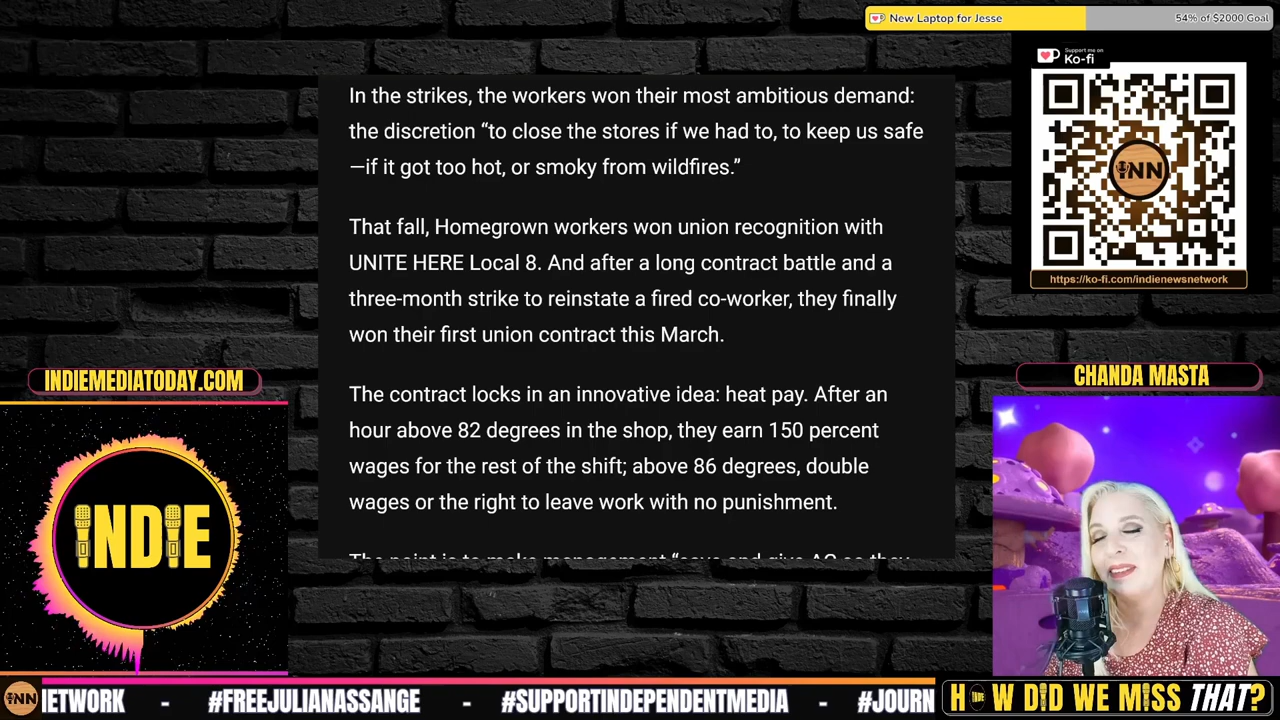 New Laptop for Jesse
54% of $2000 Goal
Support me on
Ko-fi
INN
https://ko-fi.com/indienewsnetwork
In the strikes, the workers won their most ambitious demand:
the discretion “to close the stores if we had to, to keep us safe
—if it got too hot, or smoky from wildfires.”
That fall, Homegrown workers won union recognition with
UNITE HERE Local 8. And after a long contract battle and a
three-month strike to reinstate a fired co-worker, they finally
won their first union contract this March.
The contract locks in an innovative idea: heat pay. After an
hour above 82 degrees in the shop, they earn 150 percent
wages for the rest of the shift; above 86 degrees, double
wages or the right to leave work with no punishment.
INDIEMEDIATODAY.COM
INDIE
CHANDA MASTA
INN
IETWORK - #FREEJULIANASSANGE - #SUPPORTINDEPENDENTMEDIA - #JOURN
HOW DID WE MISS THAT?